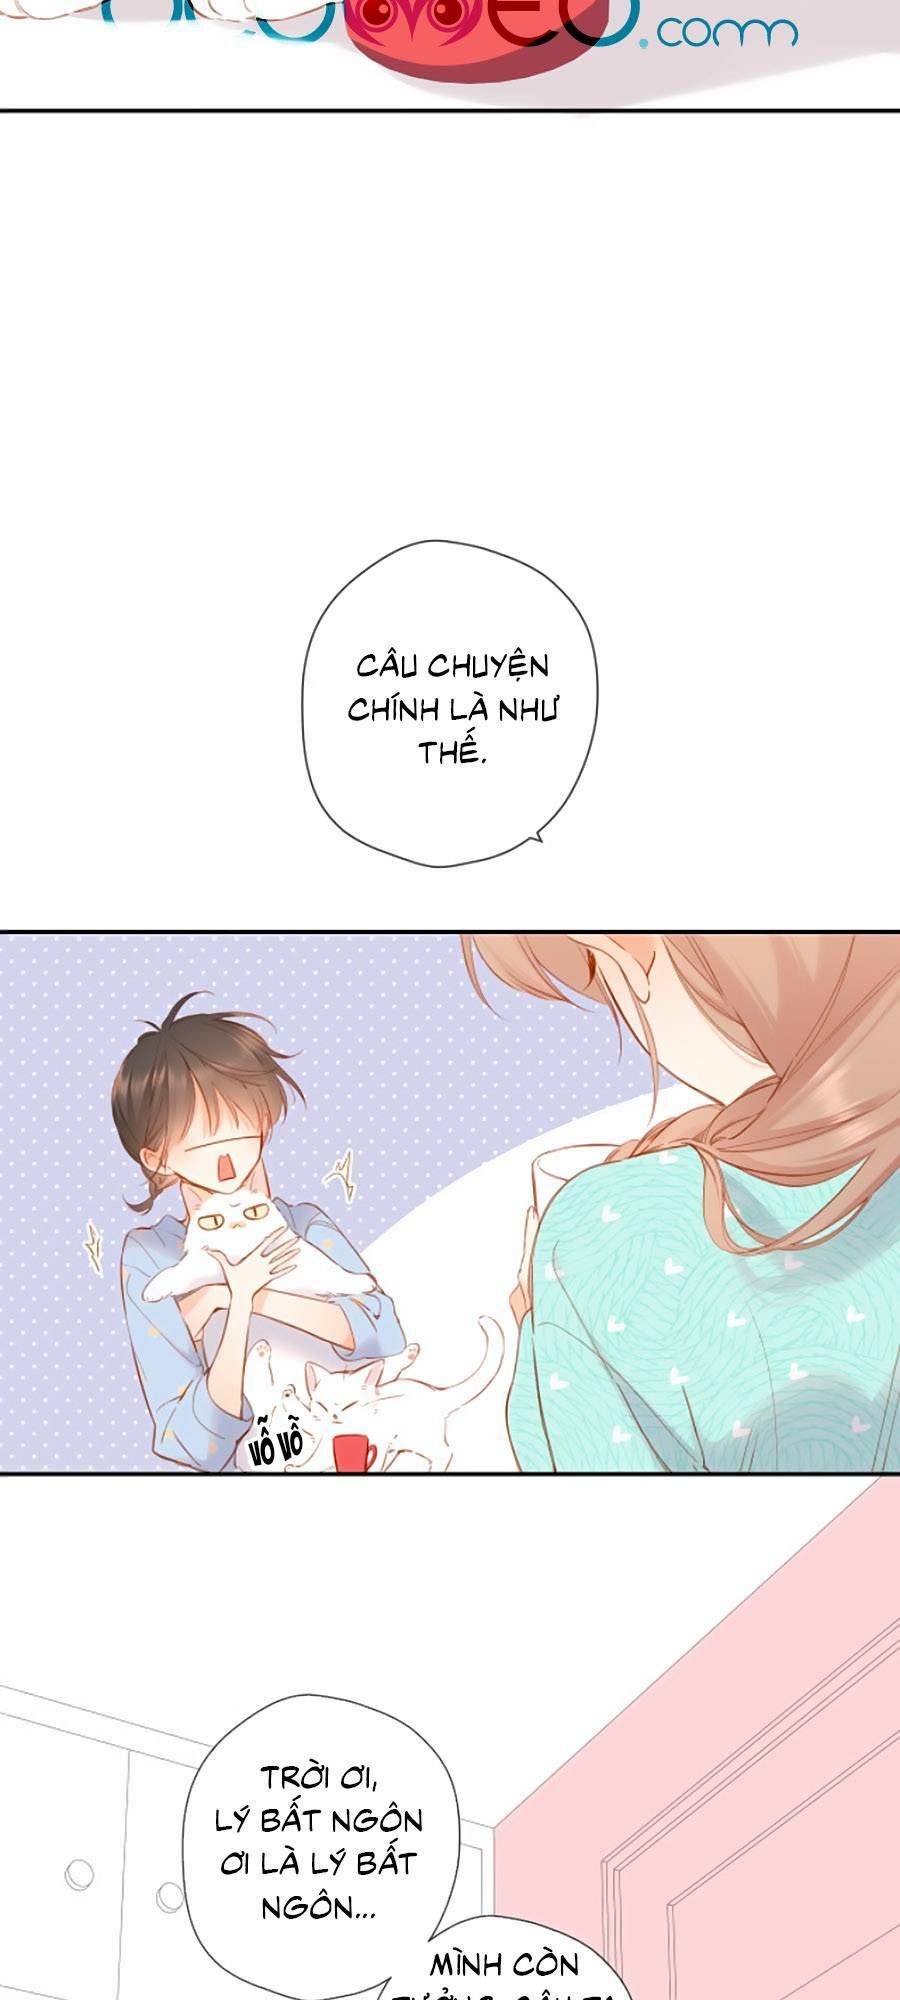 .com
CÂU CHUYỆN
CHÍNH LÀ NHƯ
THẾ.
VỖ VỖ
TRỜI ƠI,
LÝ BẤT NGÔN
ƠI LÀ LÝ BẤT
NGÔN...
MÌNH CÒN